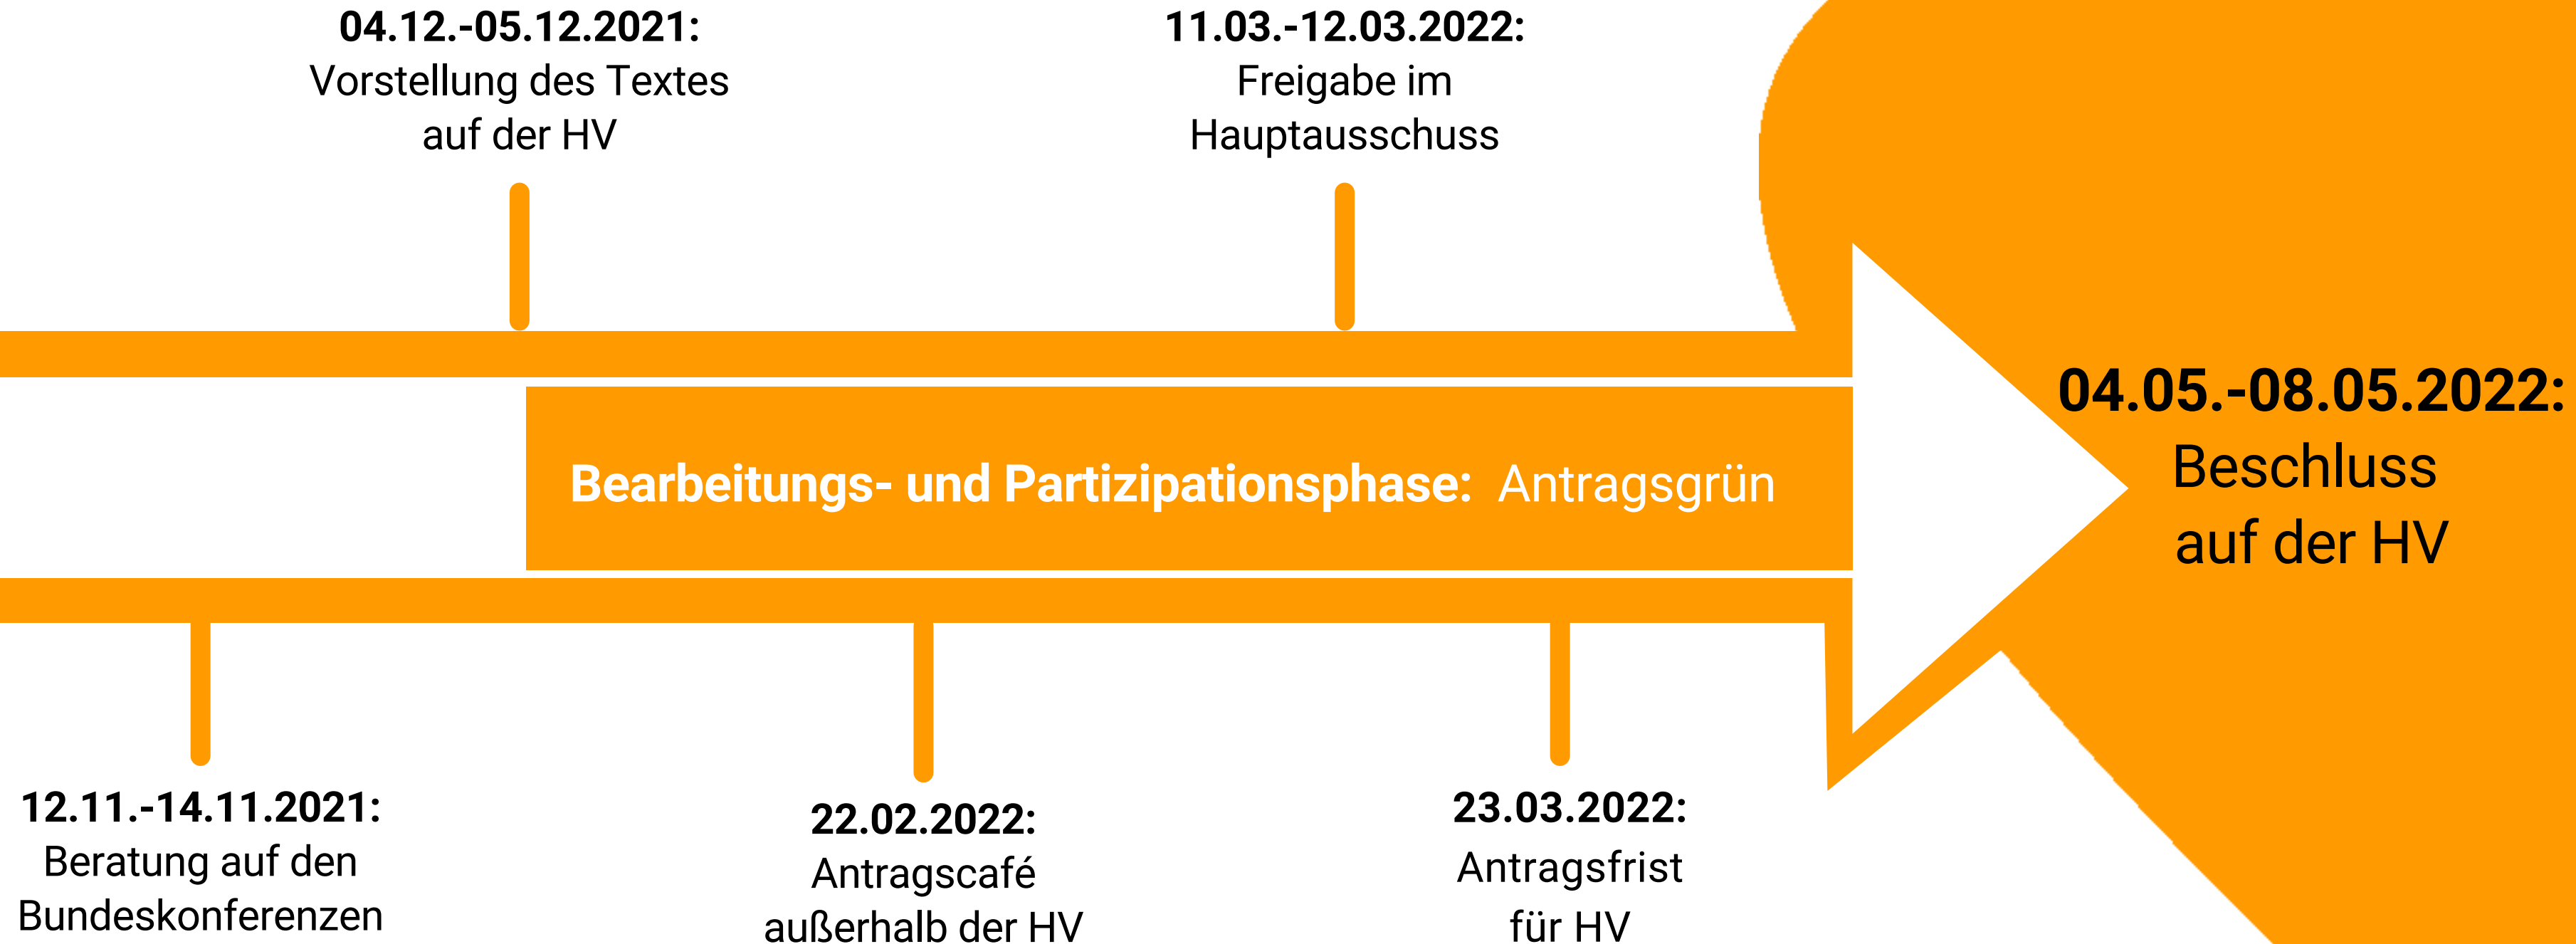 04.12.-05.12.2021:
Vorstellung des Textes
auf der HV
11.03.-12.03.2022:
Freigabe im
Hauptausschuss
Bearbeitungs- und Partizipationsphase: Antragsgrün
04.05.-08.05.2022:
Beschluss
auf der HV
12.11.-14.11.2021:
Beratung auf den
Bundeskonferenzen
22.02.2022:
Antragscafé
außerhalb der HV
23.03.2022:
Antragsfrist
für HV